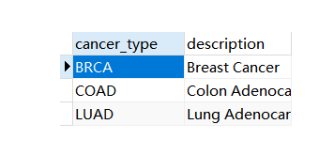 cancer_type description
BRCA Breast Cancer
COAD Colon Adenoca
LUAD Lung Adenocar